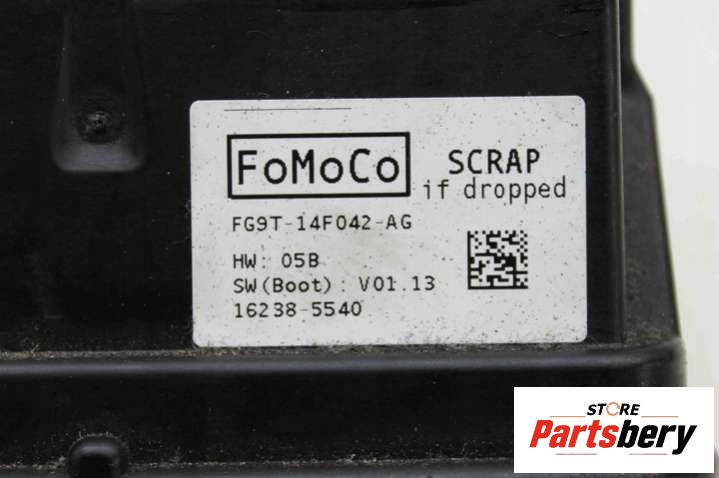 FoMoCo
SCRAP
if dropped
FG9T-14F042-AG
HW: 05B
SW(Boot): V01.13
16238-5540
STORE
Partsbery